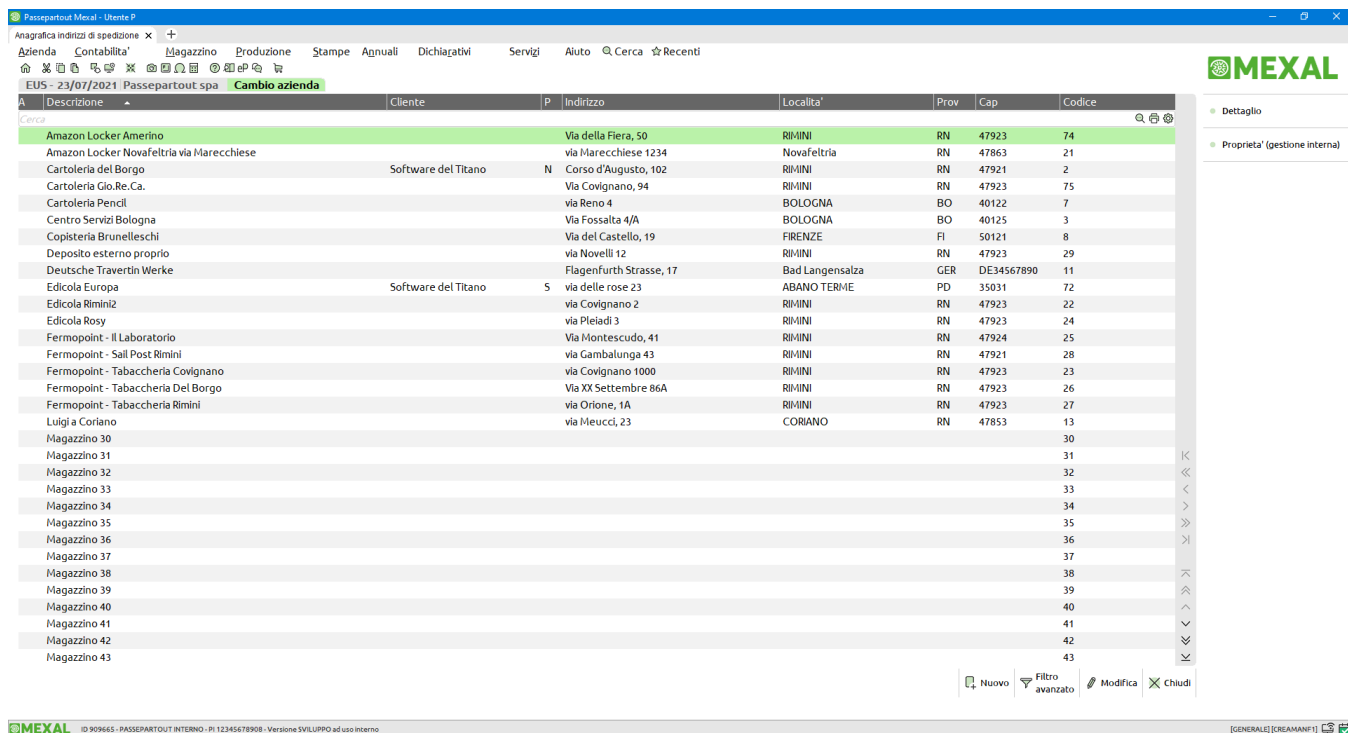 Passepartout Mexal - Utente P
Anagrafica indirizzi di spedizione
Azienda Contabilita' Magazzino Produzione Stampe Annuali Dichiarativi Servizi Aiuto Cerca Recenti
EUS - 23/07/2021 Passepartout spa Cambio azienda
MEXAL
A Descrizione Cliente P Indirizzo Localita' Prov Cap Codice
Cerca
Dettaglio
Proprieta' (gestione interna)
Amazon Locker Amerino Via della Fiera, 50 RIMINI RN 47923 74
Amazon Locker Novafeltria via Marecchiese via Marecchiese 1234 Novafeltria RN 47863 21
Cartoleria del Borgo Software del Titano N Corso d'Augusto, 102 RIMINI RN 47921 2
Cartoleria Gio.Re.Ca. Via Covignano, 94 RIMINI RN 47923 75
Cartoleria Pencil via Reno 4 BOLOGNA BO 40122 7
Centro Servizi Bologna Via Fossalta 4/A BOLOGNA BO 40125 3
Copisteria Brunelleschi Via del Castello, 19 FIRENZE FI 50121 8
Deposito esterno proprio via Novelli 12 RIMINI RN 47923 29
Deutsche Travertin Werke Flagenfurth Strasse, 17 Bad Langensalza GER DE34567890 11
Edicola Europa Software del Titano S via delle rose 23 ABANO TERME PD 35031 72
Edicola Rimini2 via Covignano 2 RIMINI RN 47923 22
Edicola Rosy via Pleiadi 3 RIMINI RN 47923 24
Fermopoint - Il Laboratorio Via Montescudo, 41 RIMINI RN 47924 25
Fermopoint - Sail Post Rimini via Gambalunga 43 RIMINI RN 47921 28
Fermopoint - Tabaccheria Covignano via Covignano 1000 RIMINI RN 47923 23
Fermopoint - Tabaccheria Del Borgo Via XX Settembre 86A RIMINI RN 47923 26
Fermopoint - Tabaccheria Rimini via Orione, 1A RIMINI RN 47923 27
Luigi a Coriano via Meucci, 23 CORIANO RN 47853 13
Magazzino 30 30
Magazzino 31 31
Magazzino 32 32
Magazzino 33 33
Magazzino 34 34
Magazzino 35 35
Magazzino 36 36
Magazzino 37 37
Magazzino 38 38
Magazzino 39 39
Magazzino 40 40
Magazzino 41 41
Magazzino 42 42
Magazzino 43 43
Nuovo Filtro avanzato Modifica Chiudi
MEXAL ID 909665 - PASSEPARTOUT INTERNO - PI 12345678908 - Versione SVILUPPO ad uso interno [GENERALE] [CREAMANF1]